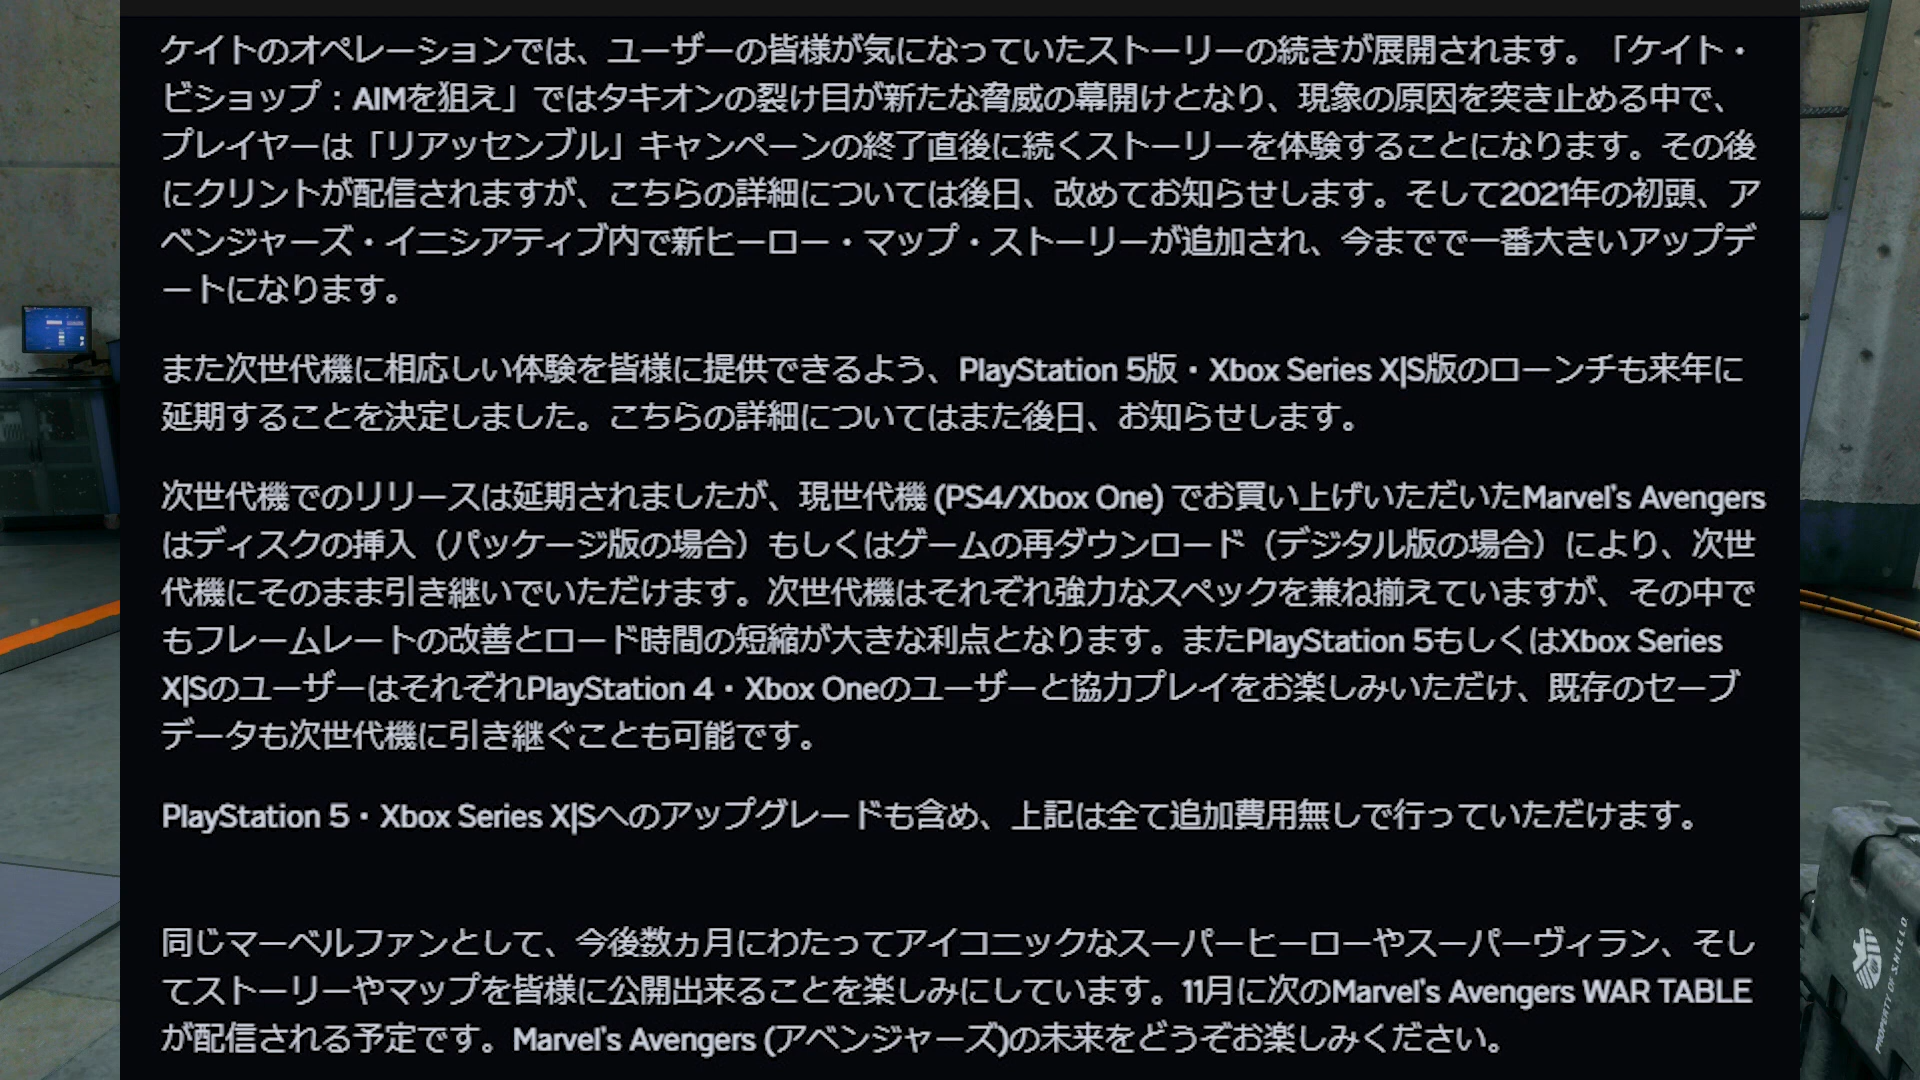 ケイトのオペレーションでは、ユーザーの皆様が気になっていたストーリーの続きが展開されます。「ケイト・
ビショップ：AIMを狙え」ではタキオンの裂け目が新たな脅威の幕開けとなり、現象の原因を突き止める中で、
プレイヤーは「リアッセンブル」キャンペーンの終了直後に続くストーリーを体験することになります。その後
にクリントが配信されますが、こちらの詳細については後日、改めてお知らせします。そして2021年の初頭、ア
ベンジャーズ・イニシアティブ内で新ヒーロー・マップ・ストーリーが追加され、今までで一番大きいアップデ
ートになります。
また次世代機に相応しい体験を皆様に提供できるよう、PlayStation 5版・Xbox Series X|S版のローンチも来年に
延期することを決定しました。こちらの詳細についてはまた後日、お知らせします。
次世代機でのリリースは延期されましたが、現世代機 (PS4/Xbox One) でお買い上げいただいたMarvel's Avengers
はディスクの挿入（パッケージ版の場合）もしくはゲームの再ダウンロード（デジタル版の場合）により、次世
代機にそのまま引き継いでいただけます。次世代機はそれぞれ強力なスペックを兼ね揃えていますが、その中で
もフレームレートの改善とロード時間の短縮が大きな利点となります。またPlayStation 5もしくはXbox Series
X|SのユーザーはそれぞれPlayStation 4・Xbox Oneのユーザーと協力プレイをお楽しみいただけ、既存のセーブ
データも次世代機に引き継ぐことも可能です。
PlayStation 5・Xbox Series X|Sへのアップグレードも含め、上記は全て追加費用無しで行っていただけます。
同じマーベルファンとして、今後数ヵ月にわたってアイコニックなスーパーヒーローやスーパーヴィラン、そし
てストーリーやマップを皆様に公開出来ることを楽しみにしています。11月に次のMarvel's Avengers WAR TABLE
が配信される予定です。Marvel's Avengers (アベンジャーズ)の未来をどうぞお楽しみください。
PROPERTY OF S.H.I.E.L.D.